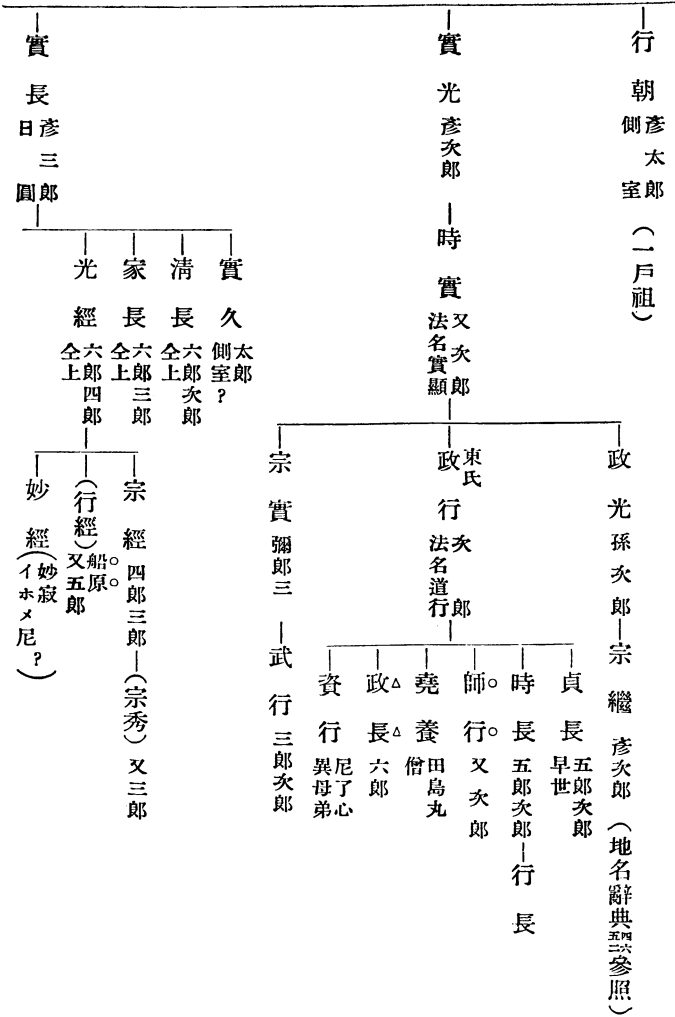 行朝 彥太郎 側室 (一戶祖)
實光 彥次郎
時實 又次郎 法名實顯
政光 孫次郎
宗繼 彥次郎 (地名辭典四六五二參照)
東氏
政行 次郎 法名道行
貞長 五郎次郎 早世
時長 五郎次郎
行長
師行 ○○ 又次郎
堯養 田島丸 僧
政長 △△ 六郎
資行 尼了心 異母弟
宗實 彌郎三
武行 三郎次郎
實長 彥三郎 日圓
實久 太郎 側室?
淸長 六郎次郎 仝上
家長 六郎三郎 仝上
光經 六郎四郎 仝上
宗經 四郎三郎
(宗秀) 又三郎
(行經) 船原 ○○ 又五郎
妙經 (妙寂 イホメ尼?)